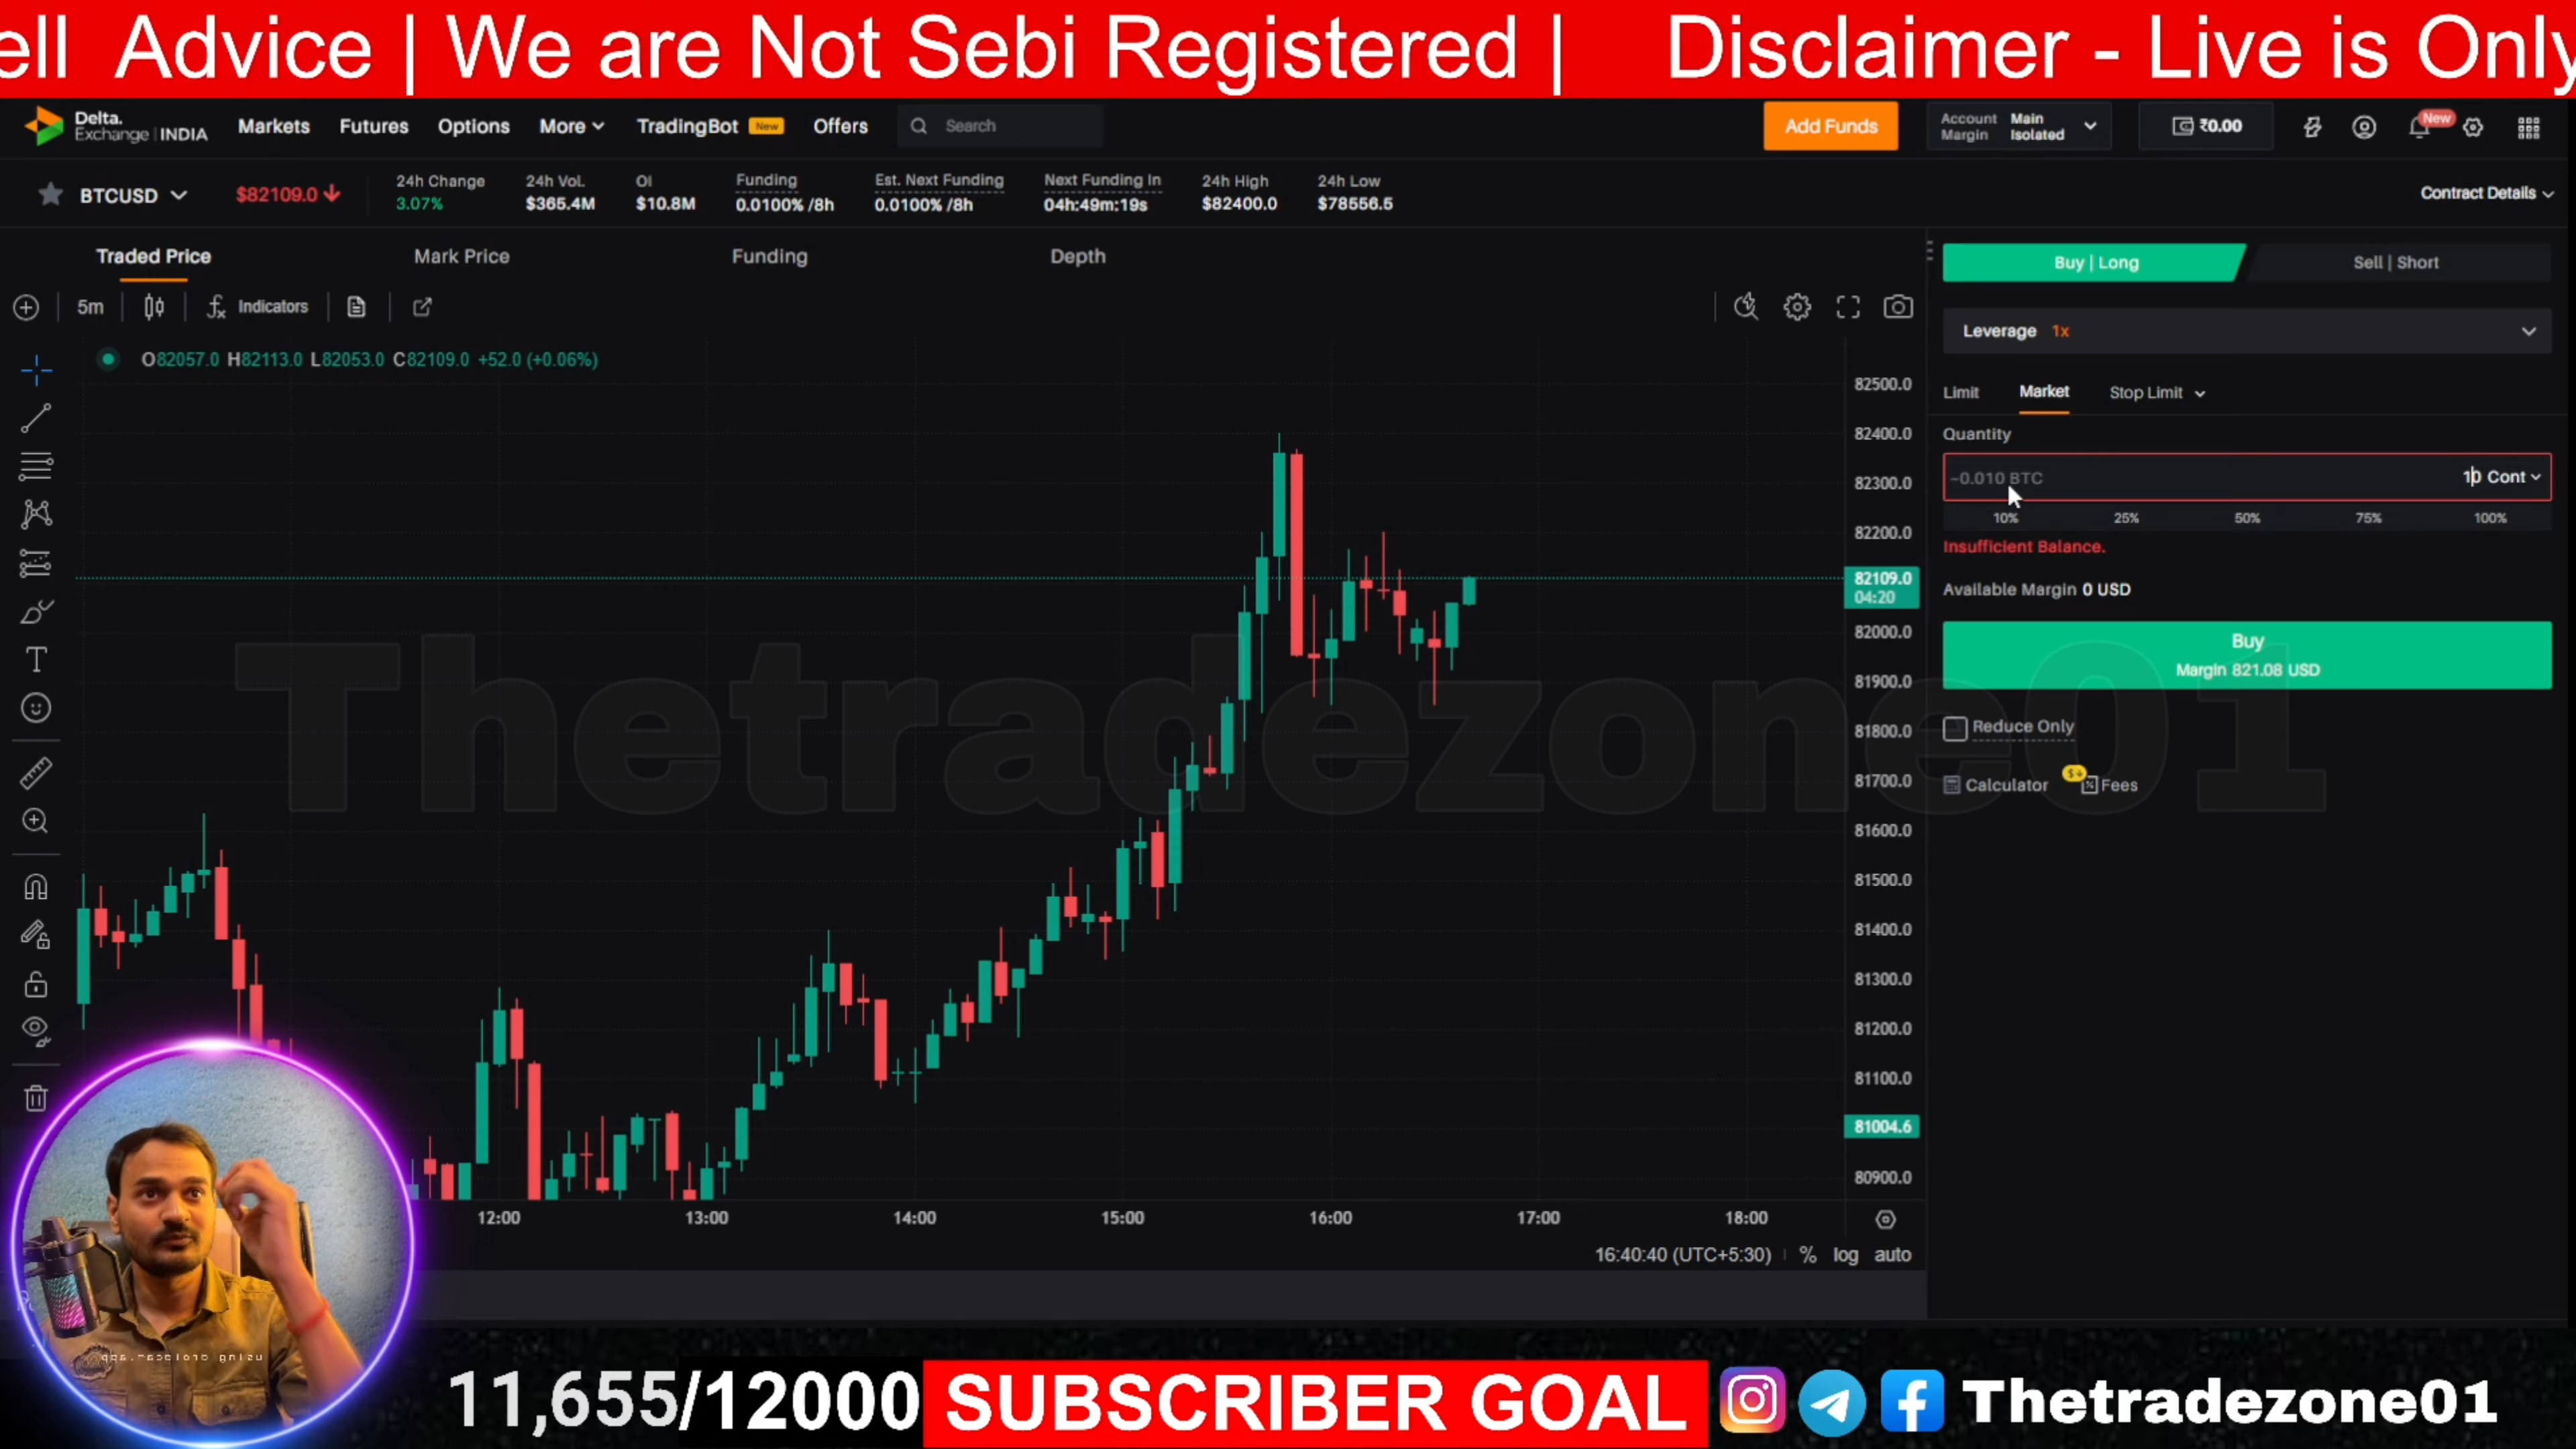 ell Advice | We are Not Sebi Registered | Disclaimer - Live is Only
Delta. Exchange | INDIA
Markets Futures Options More TradingBot New Offers Search
Add Funds
Account Main
Margin Isolated
₹0.00
New
BTCUSD $82109.0
24h Change 24h Vol. OI Funding Est. Next Funding Next Funding In 24h High 24h Low
3.07% $365.4M $10.8M 0.0100% /8h 0.0100% /8h 04h:49m:19s $82400.0 $78556.5
Contract Details
Traded Price Mark Price Funding Depth
5m Indicators
O82057.0 H82113.0 L82053.0 C82109.0 +52.0 (+0.06%)
82500.0
82400.0
82300.0
82200.0
82109.0
04:20
82000.0
81900.0
81800.0
81700.0
81600.0
81500.0
81400.0
81300.0
81200.0
81100.0
81004.6
80900.0
12:00 13:00 14:00 15:00 16:00 17:00 18:00
16:40:40 (UTC+5:30) % log auto
Buy | Long Sell | Short
Leverage 1x
Limit Market Stop Limit
Quantity
~0.010 BTC 10 Cont
10% 25% 50% 75% 100%
Insufficient Balance.
Available Margin 0 USD
Buy
Margin 821.08 USD
Reduce Only
Calculator Fees
Thetradezone01
11,655/12000 SUBSCRIBER GOAL Thetradezone01